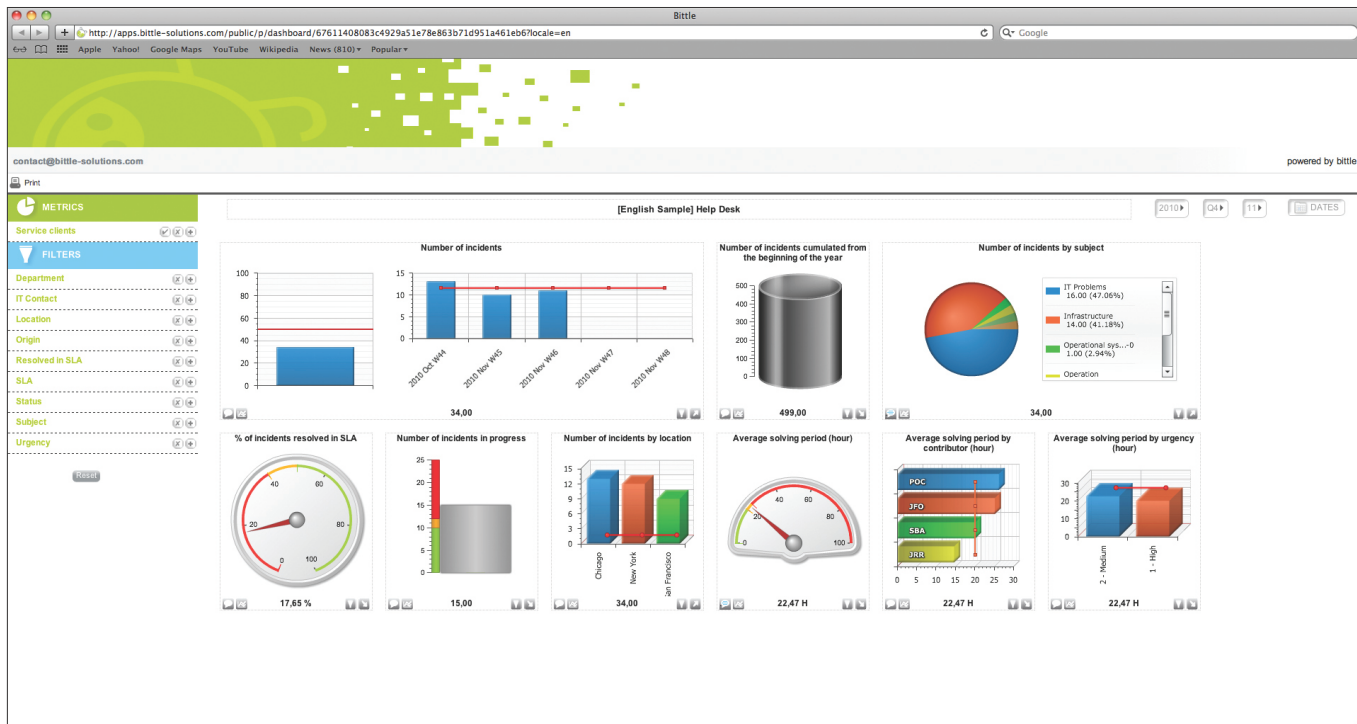 Bittle
http://apps.bittle-solutions.com/public/p/dashboard/67611408083c4929a51e78e863b71d951a461eb6?locale=en
Google
Apple Yahoo! Google Maps YouTube Wikipedia News (810) Popular
contact@bittle-solutions.com
powered by bittle
Print
METRICS
Service clients
FILTERS
Department
IT Contact
Location
Origin
Resolved in SLA
SLA
Status
Subject
Urgency
Reset
[English Sample] Help Desk
2010 Q4 11 DATES
Number of incidents
100
80
60
40
20
0
15
10
5
0
2010 Oct W44
2010 Nov W45
2010 Nov W46
2010 Nov W47
2010 Nov W48
34,00
Number of incidents cumulated from
the beginning of the year
500
400
300
200
100
0
499,00
Number of incidents by subject
IT Problems
16.00 (47.06%)
Infrastructure
14.00 (41.18%)
Operational sys...-0
1.00 (2.94%)
Operation
34,00
% of incidents resolved in SLA
0
20
40
60
80
100
17,65 %
Number of incidents in progress
25
20
15
10
5
0
15,00
Number of incidents by location
15
12
9
6
3
0
Chicago
New York
an Francisco
34,00
Average solving period (hour)
0
20
40
60
80
100
22,47 H
Average solving period by
contributor (hour)
POC
JFO
SBA
JRR
0 5 10 15 20 25 30
22,47 H
Average solving period by urgency
(hour)
30
20
10
0
2 - Medium
1 - High
22,47 H